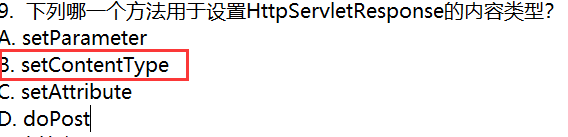 9. 下列哪一个方法用于设置HttpServletResponse的内容类型?
A. setParameter
B. setContentType
C. setAttribute
D. doPost